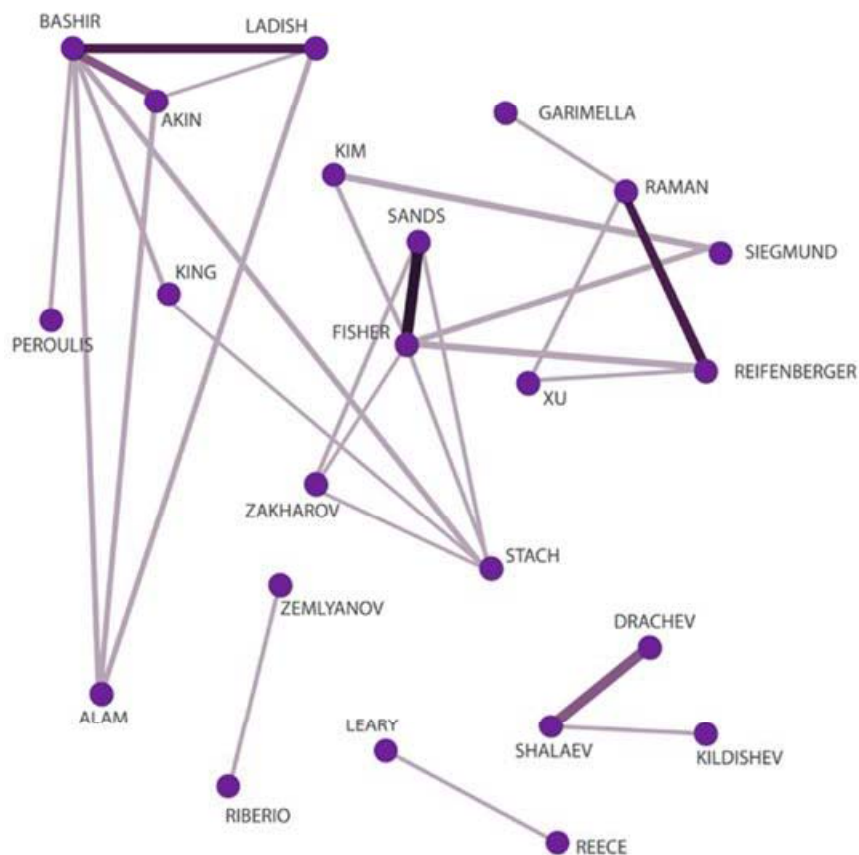 BASHIR
LADISH
AKIN
GARIMELLA
KIM
RAMAN
SANDS
SIEGMUND
KING
FISHER
PEROULIS
REIFENBERGER
XU
ZAKHAROV
STACH
ZEMLYANOV
DRACHEV
ALAM
LEARY
SHALAEV
KILDISHEV
RIBERIO
REECE